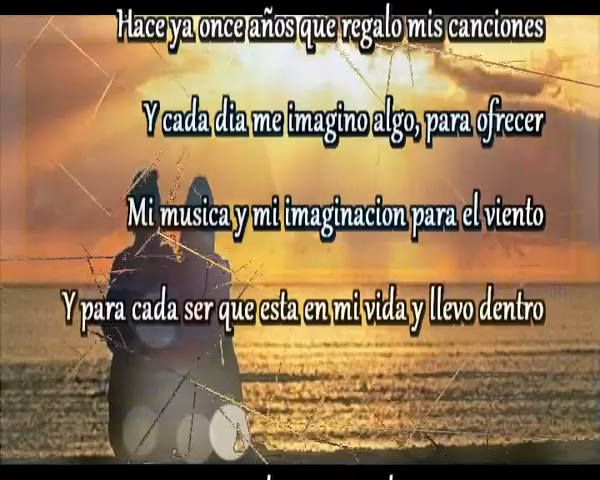 Hace ya once años que regalo mis canciones
Y cada dia me imagino algo, para ofrecer
Mi musica y mi imaginacion para el viento
Y para cada ser que esta en mi vida y llevo dentro